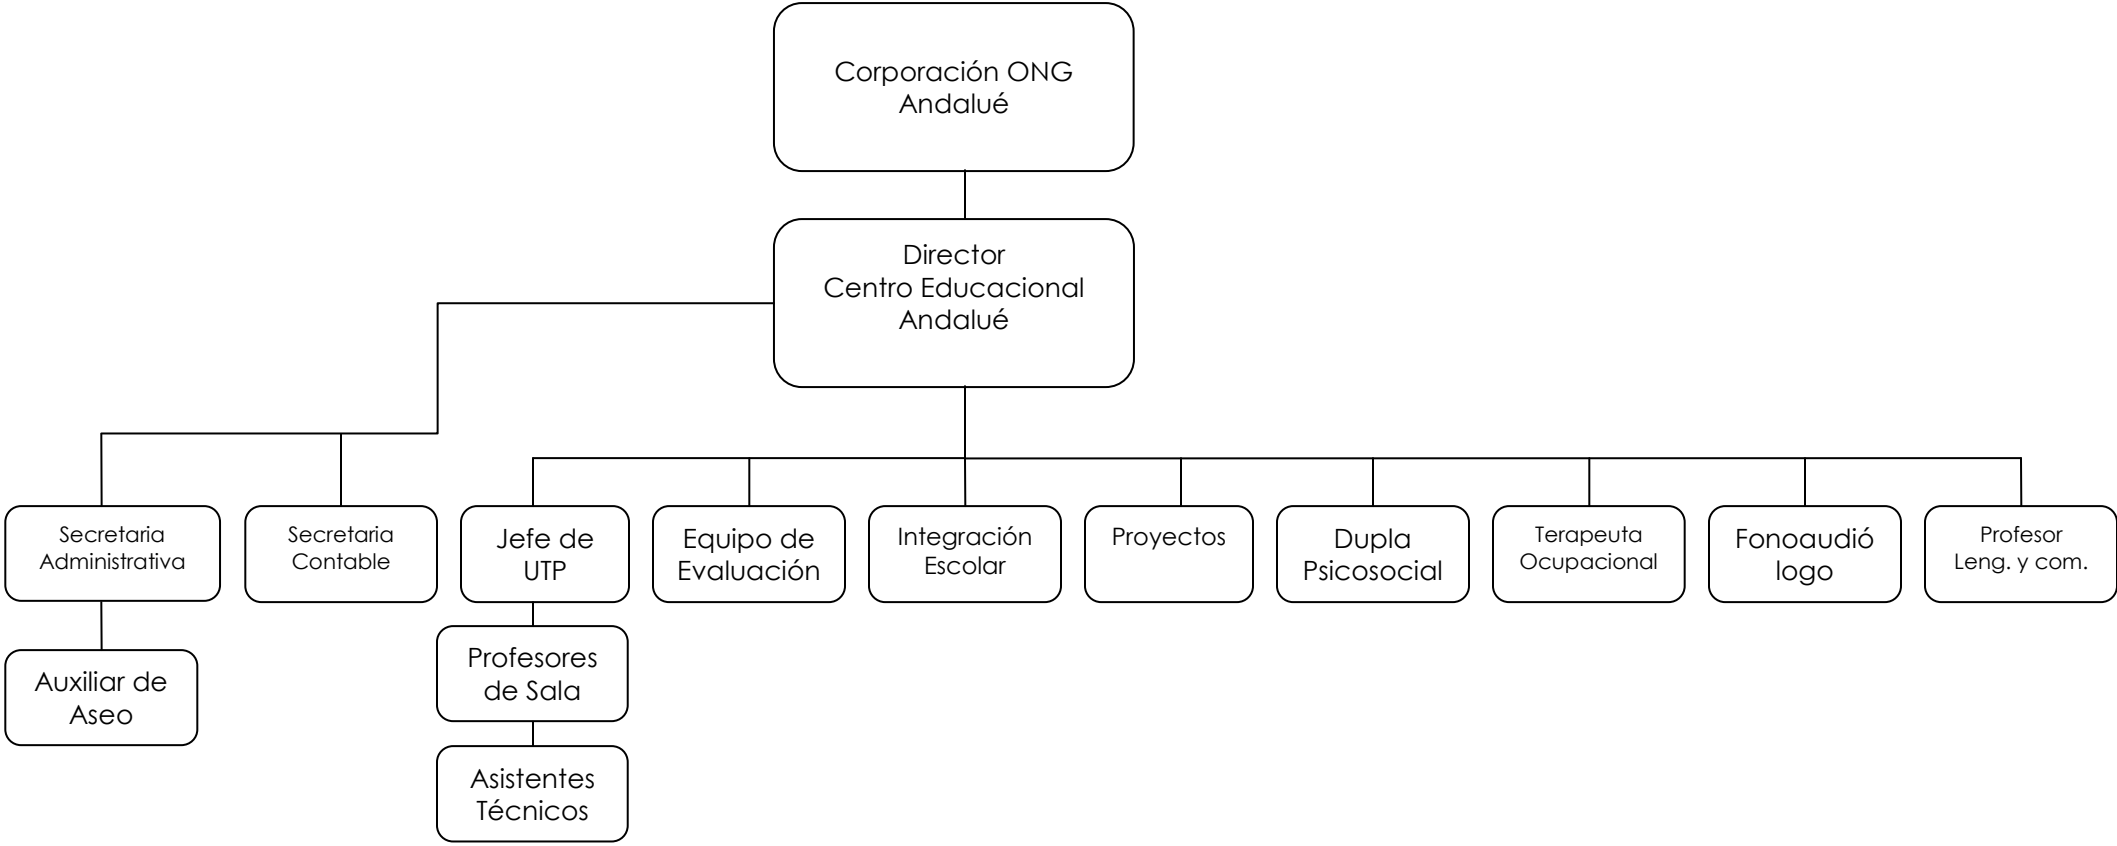 Corporación ONG
Andalué
Director
Centro Educacional
Andalué
Secretaria
Administrativa
Secretaria
Contable
Jefe de
UTP
Equipo de
Evaluación
Integración
Escolar
Proyectos
Dupla
Psicosocial
Terapeuta
Ocupacional
Fonoaudió
logo
Profesor
Leng. y com.
Auxiliar de
Aseo
Profesores
de Sala
Asistentes
Técnicos